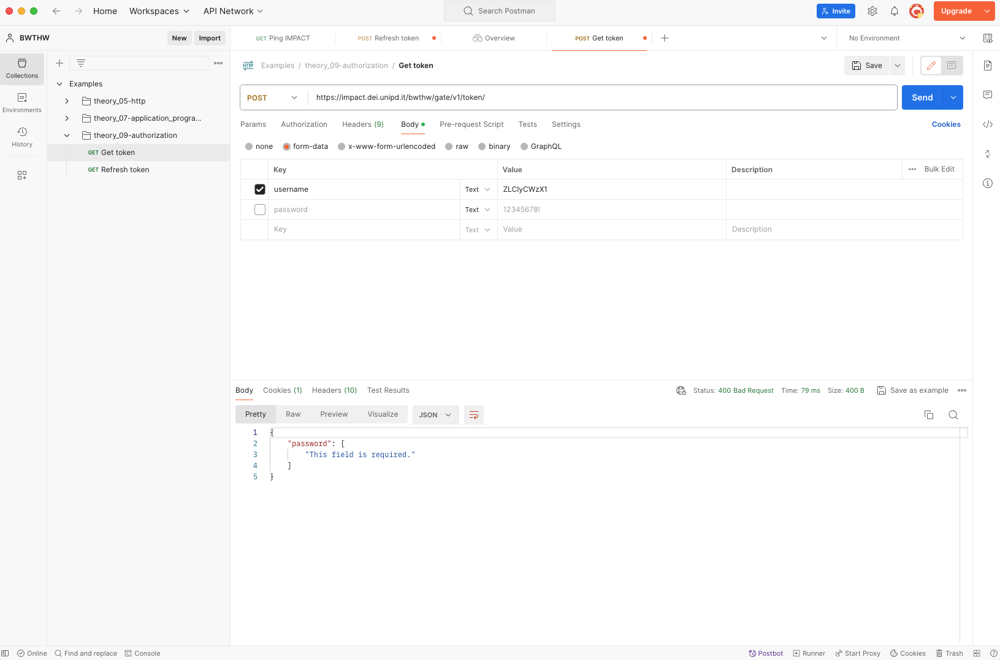 Home Workspaces API Network Search Postman Invite Upgrade
BWTHW New Import GET Ping IMPACT POST Refresh token Overview POST Get token No Environment
Collections
Environments
History
Examples
theory_05-http
theory_07-application_progra...
theory_09-authorization
GET Get token
GET Refresh token
HTTP Examples / theory_09-authorization / Get token Save
POST https://impact.dei.unipd.it/bwthw/gate/v1/token/ Send
Params Authorization Headers (9) Body Pre-request Script Tests Settings Cookies
none form-data x-www-form-urlencoded raw binary GraphQL
Key Value Description Bulk Edit
username Text ZLCIyCWzX1
password Text 12345678!
Key Text Value Description
Body Cookies (1) Headers (10) Test Results Status: 400 Bad Request Time: 79 ms Size: 400 B Save as example
Pretty Raw Preview Visualize JSON
1 {
2 "password": [
3 "This field is required."
4 ]
5 }
Online Find and replace Console Postbot Runner Start Proxy Cookies Trash